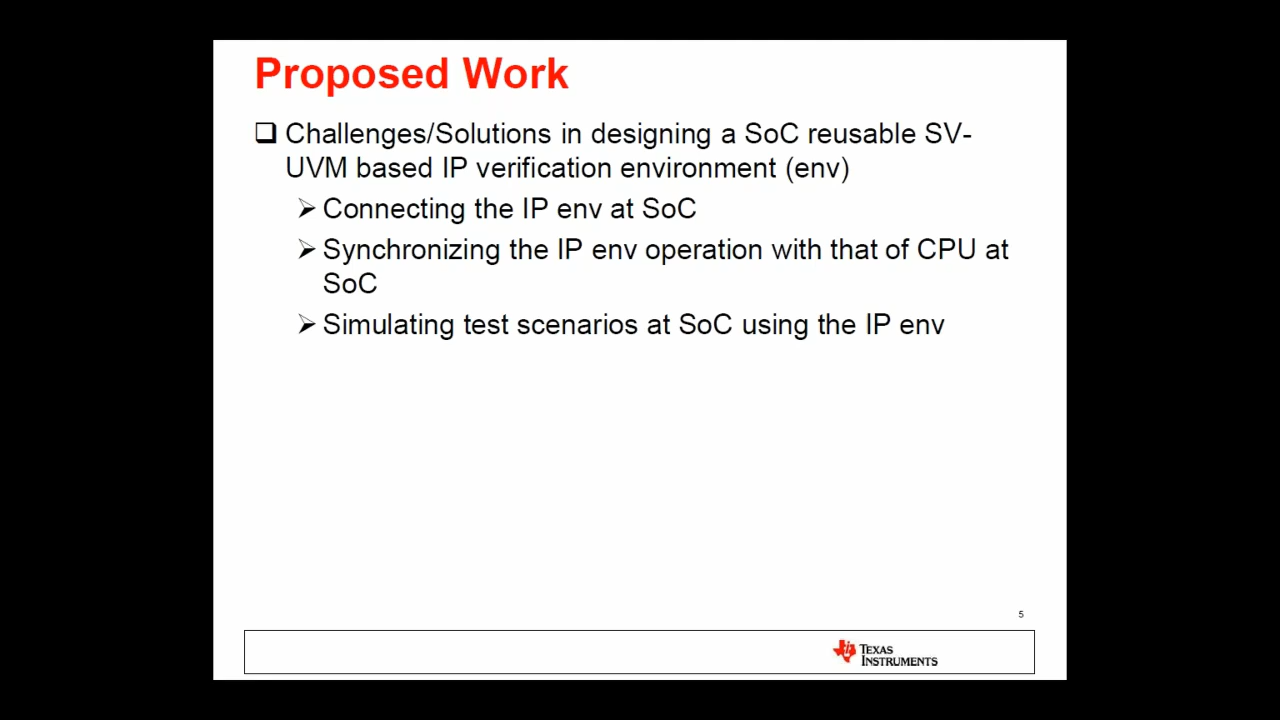 Proposed Work
❑ Challenges/Solutions in designing a SoC reusable SV-
UVM based IP verification environment (env)
➢ Connecting the IP env at SoC
➢ Synchronizing the IP env operation with that of CPU at
SoC
➢ Simulating test scenarios at SoC using the IP env
5
TEXAS
INSTRUMENTS